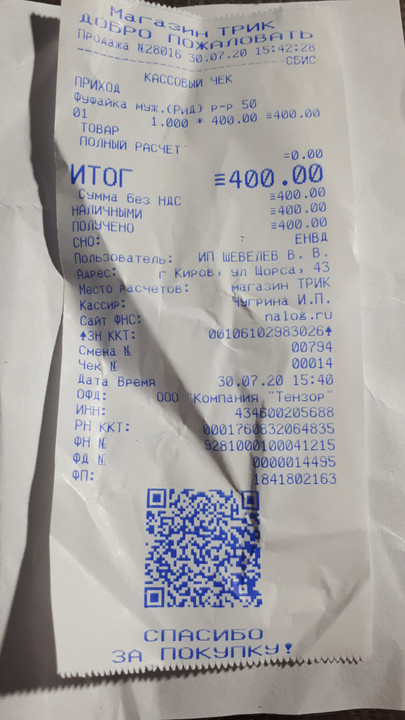 Магазин ТРИК
ДОБРО ПОЖАЛОВАТЬ
Продажа N28016 30.07.20 15:42:28
СБИС
КАССОВЫЙ ЧЕК
ПРИХОД
Фуфайка муж.(РиД) р-р 50
01 1.000 * 400.00 ≡400.00
ТОВАР
ПОЛНЫЙ РАСЧЕТ
=0.00
ИТОГ ≡400.00
Сумма без НДС ≡400.00
НАЛИЧНЫМИ ≡400.00
ПОЛУЧЕНО ≡400.00
СНО: ЕНВД
Пользователь: ИП ШЕВЕЛЕВ В. В.
Адрес: г Киров, ул Щорса, 43
Место расчетов: магазин ТРИК
Кассир: Чугрина И.П.
Сайт ФНС: nalog.ru
▲ЗН ККТ: 00106102983026▲
Смена № 00794
Чек № 00014
Дата Время 30.07.20 15:40
ОФД: ООО "Компания "Тензор"
ИНН: 434600205688
РН ККТ: 0001760832064835
ФН № 9281000100041215
ФД № 0000014495
ФП: 1841802163
СПАСИБО
ЗА ПОКУПКУ!